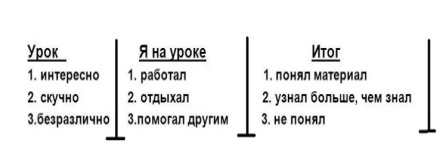 Урок
1. интересно
2. скучно
3.безразлично
Я на уроке
1. работал
2. отдыхал
3.помогал другим
Итог
1. понял материал
2. узнал больше, чем знал
3. не понял